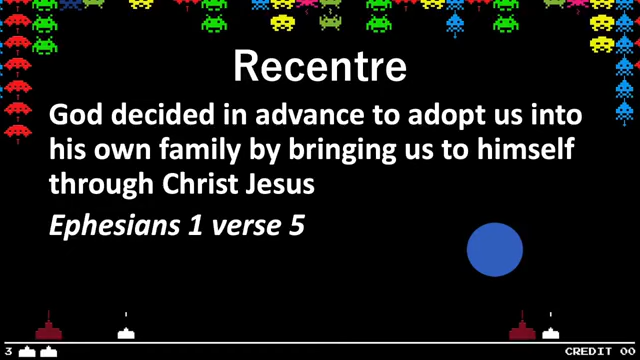 Recentre
God decided in advance to adopt us into
his own family by bringing us to himself
through Christ Jesus
Ephesians 1 verse 5
3
CREDIT 00